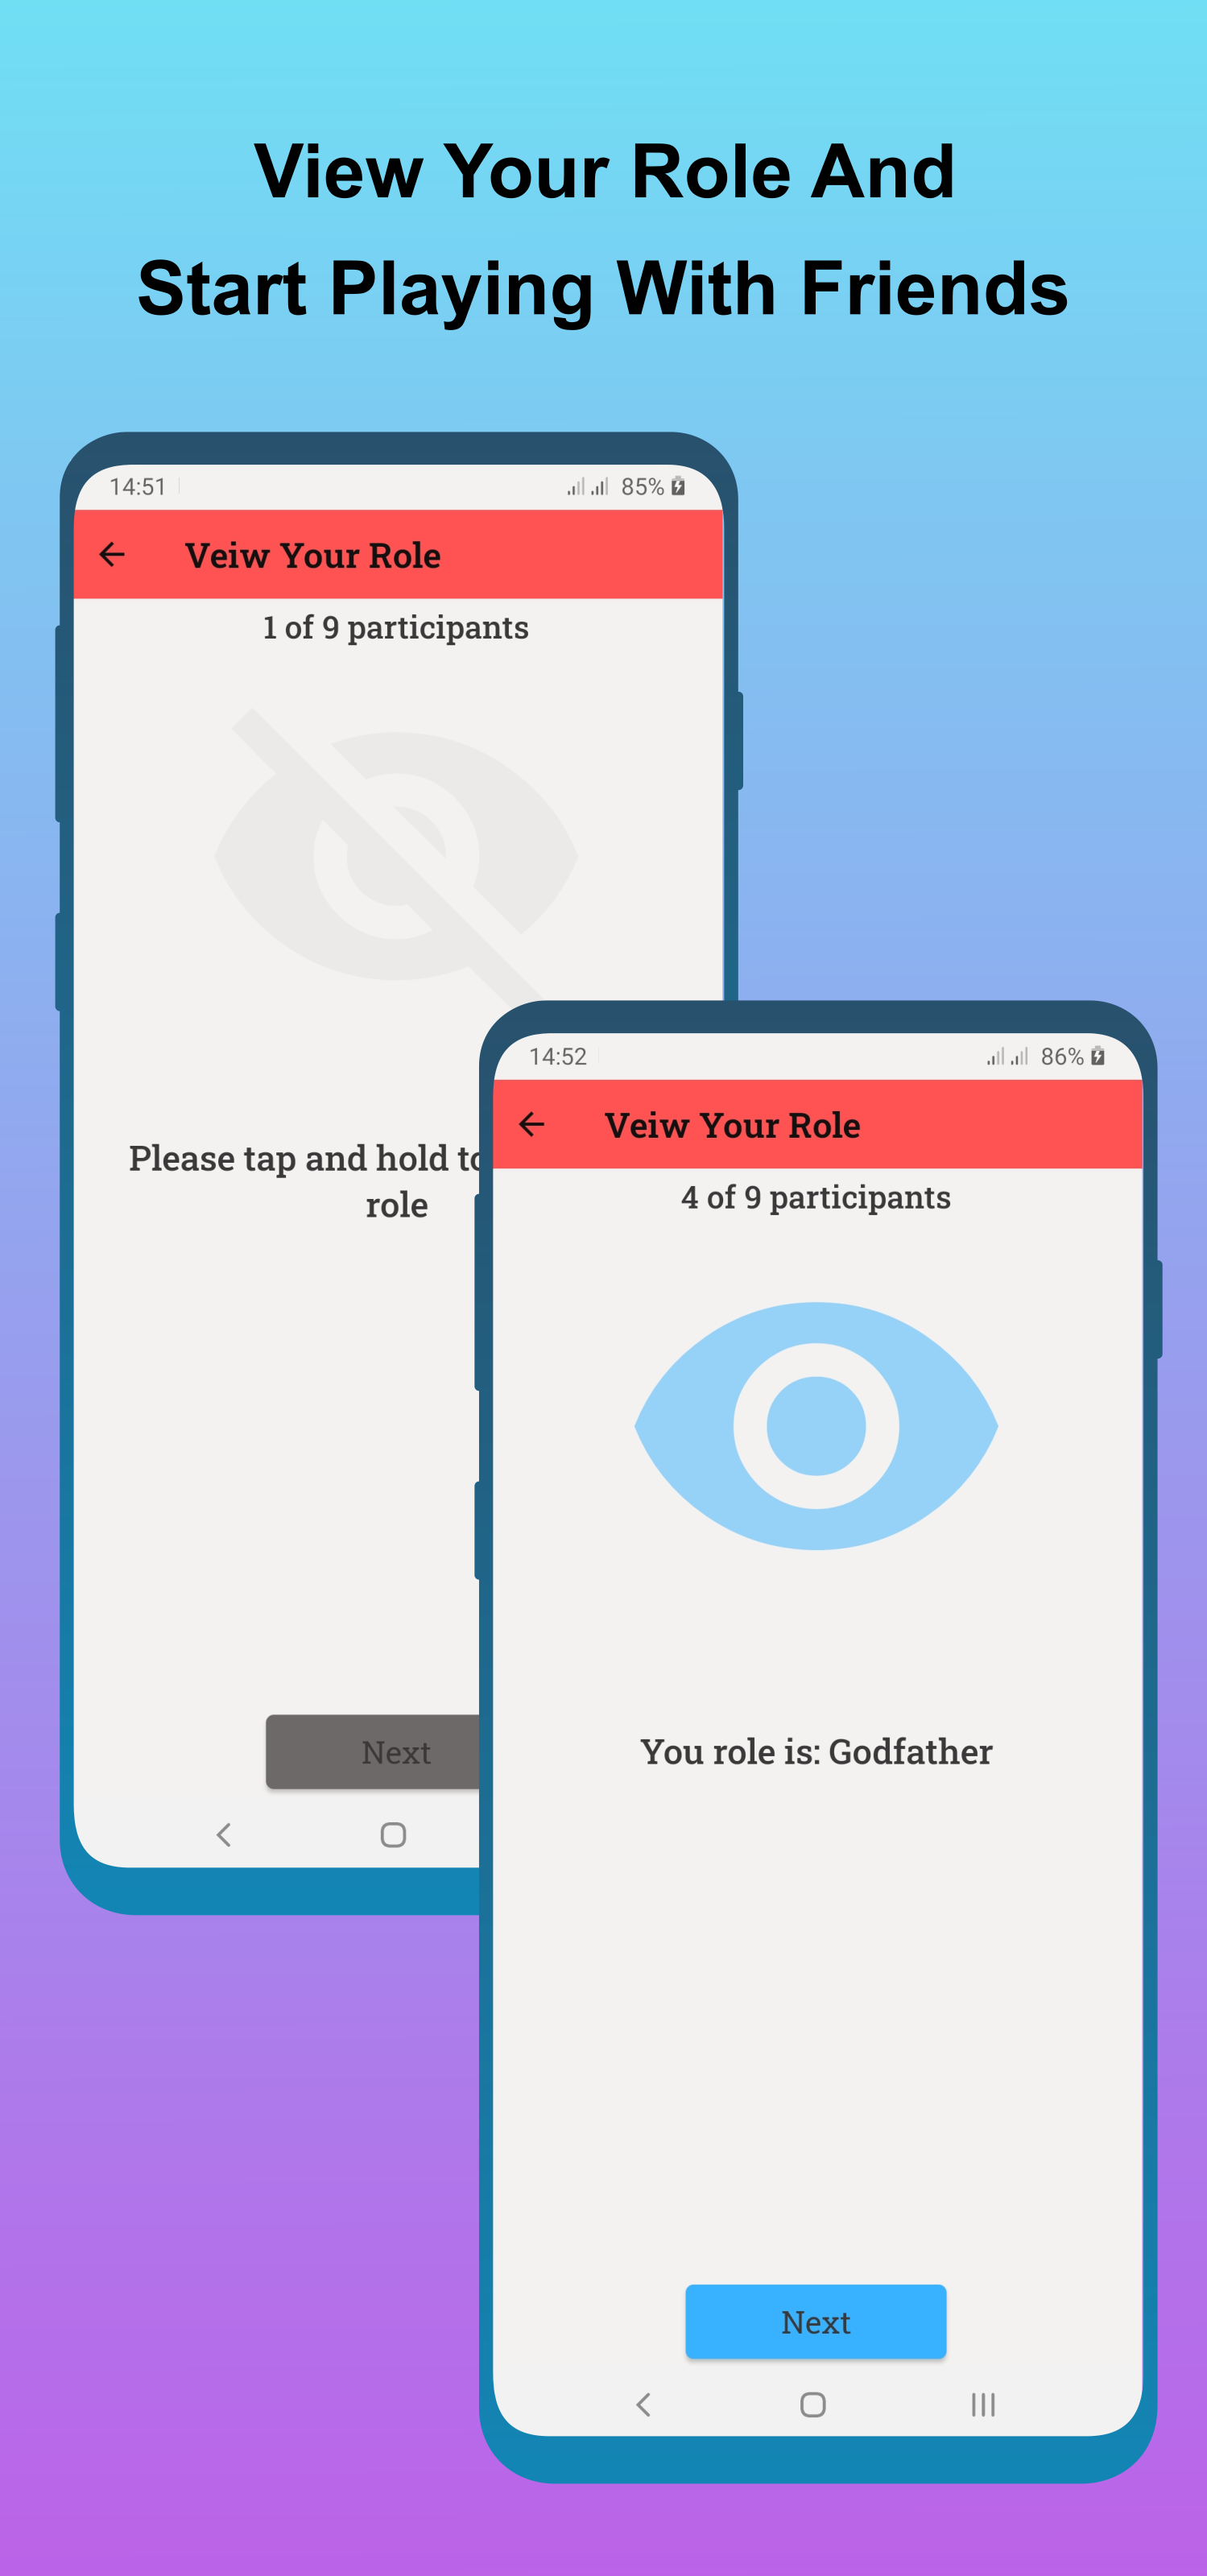 View Your Role And
Start Playing With Friends
14:51 85%
Veiw Your Role
1 of 9 participants
Please tap and hold
role
Next
14:52 86%
Veiw Your Role
4 of 9 participants
You role is: Godfather
Next